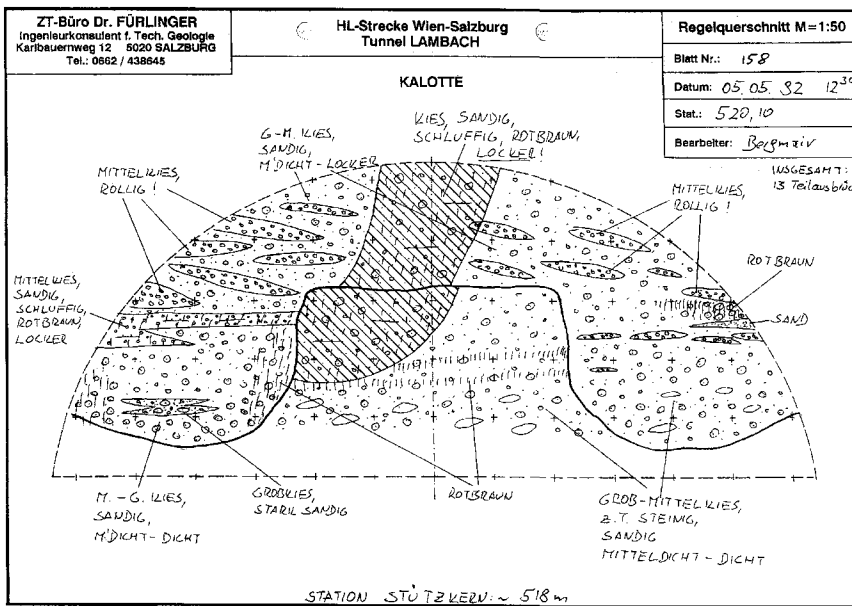 ZT-Büro Dr. FÜRLINGER
Ingenieurkonsulent f. Tech. Geologie
Karlbauernweg 12 5020 SALZBURG
Tel.: 0662 / 438645
HL-Strecke Wien-Salzburg
Tunnel LAMBACH
Regelquerschnitt M=1:50
Blatt Nr.: 158
Datum: 05.05.92 12³⁰
Stat.: 520,10
Bearbeiter: Bergmair
KALOTTE
INSGESAMT:
13 Teilausbrü
G-M. KIES,
SANDIG,
M'DICHT-LOCKER
KIES, SANDIG,
SCHLUFFIG, ROTBRAUN,
LOCKER!
MITTELKIES,
ROLLIG!
MITTELKIES,
ROLLIG!
ROTBRAUN
SAND
MITTELKIES,
SANDIG,
SCHLUFFIG,
ROTBRAUN,
LOCKER
M.-G. KIES,
SANDIG,
M'DICHT-DICHT
GROBKIES,
STARK SANDIG
ROTBRAUN
GROB-MITTELKIES,
Z.T. STEINIG,
SANDIG
MITTELDICHT-DICHT
STATION STÜTZKERN: ~ 518m